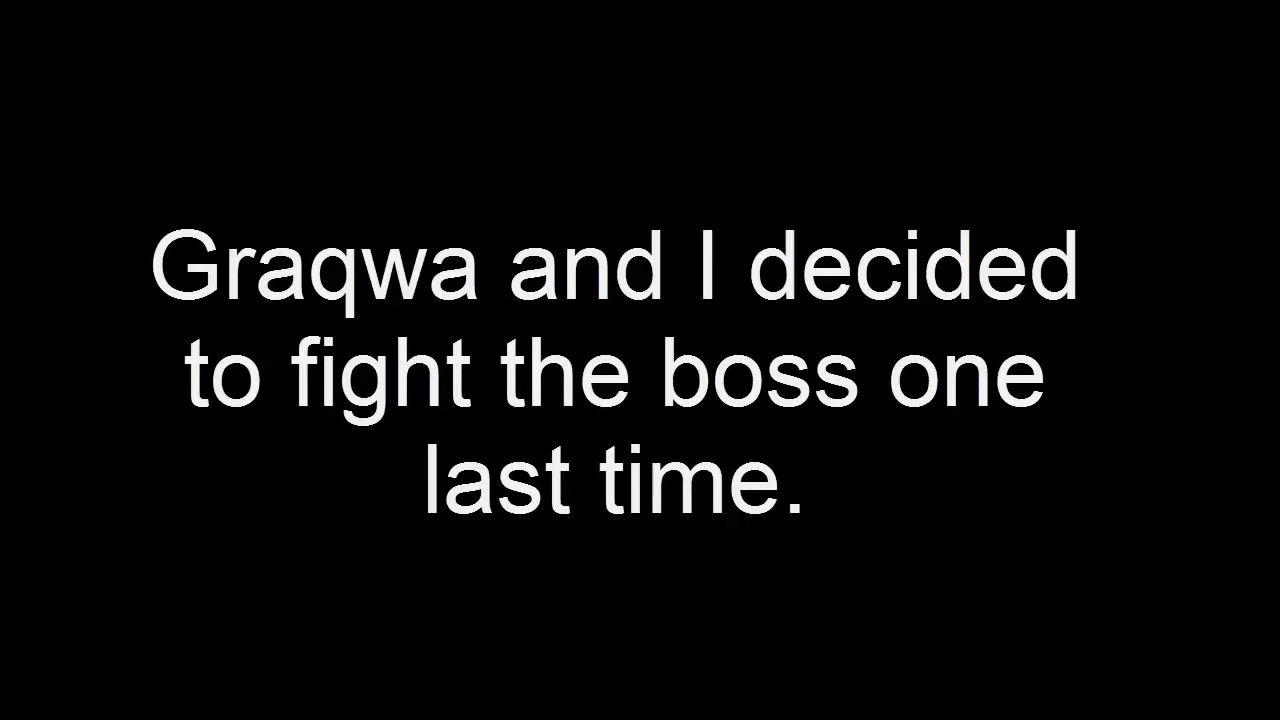 Graqwa and I decided
to fight the boss one
last time.